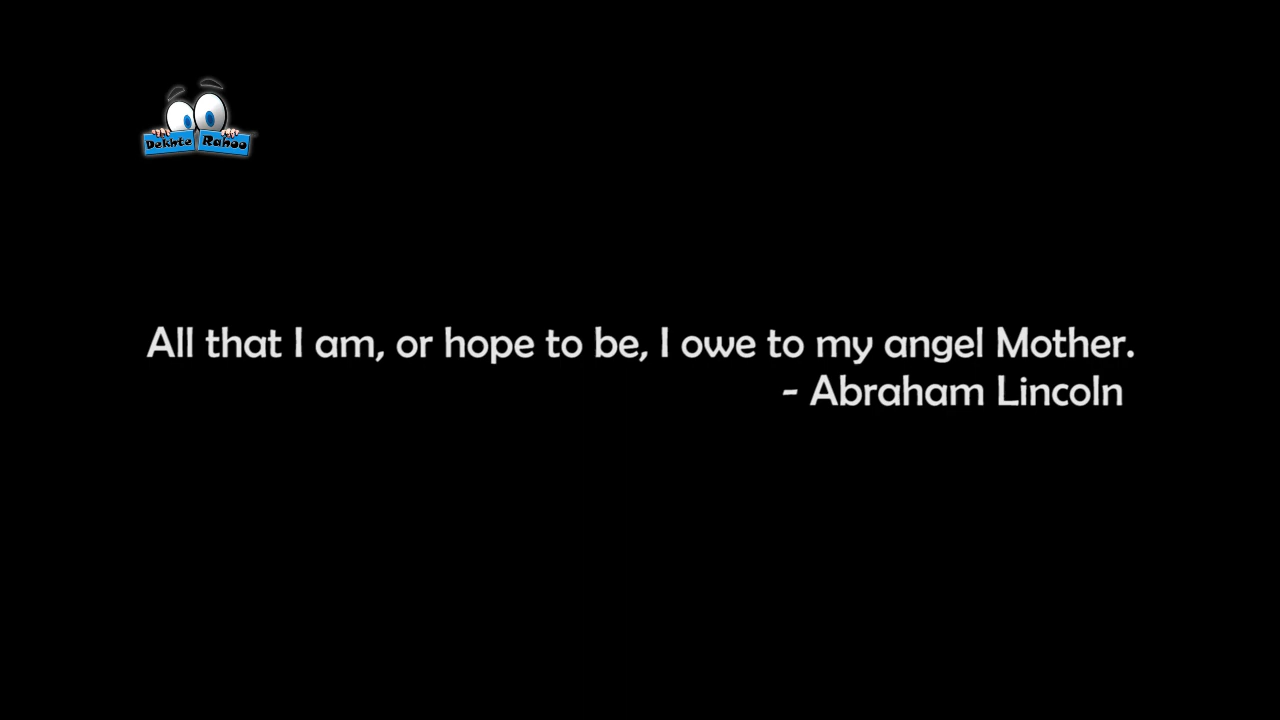 Dekhte Rahoo
All that I am, or hope to be, I owe to my angel Mother.
- Abraham Lincoln